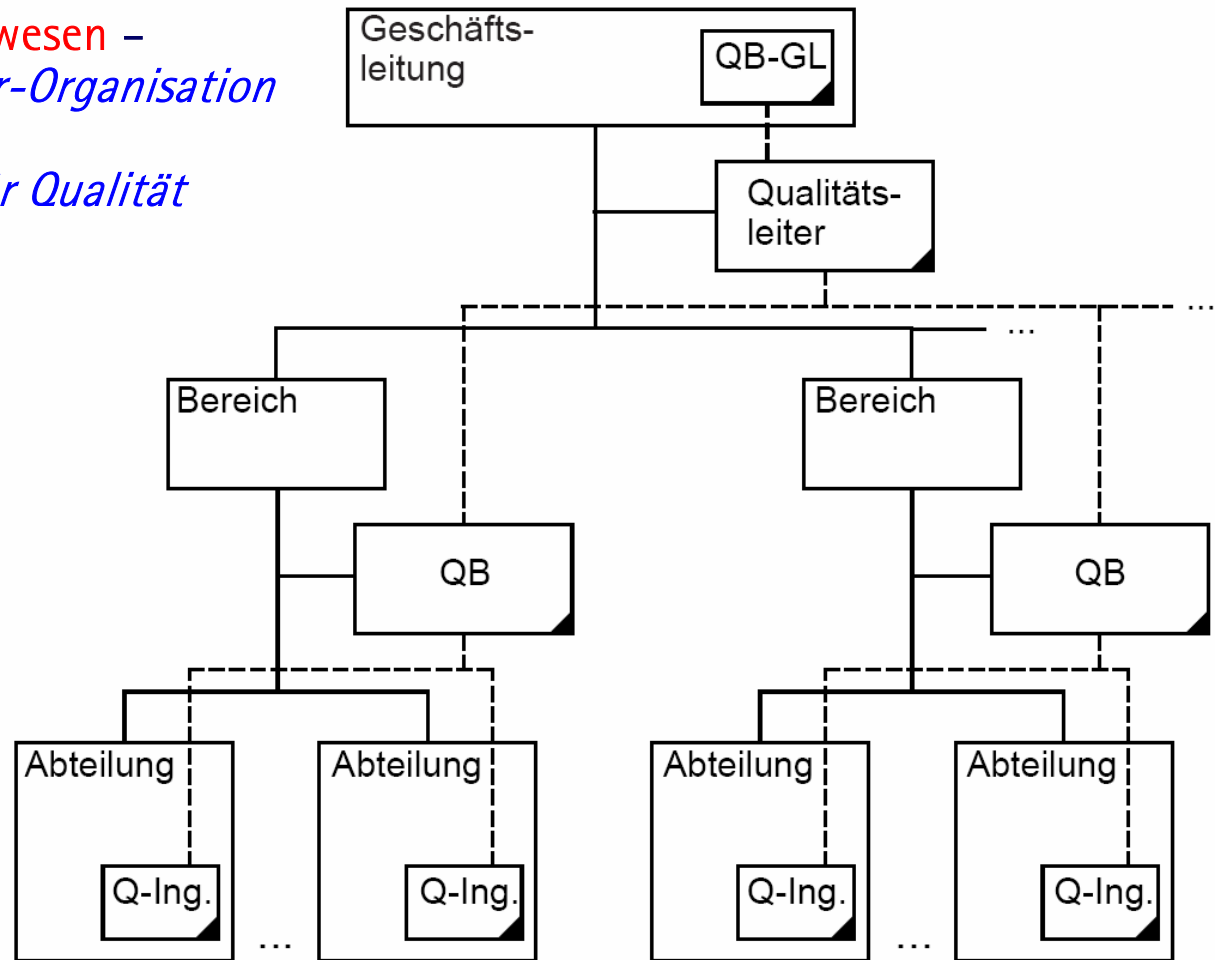 wesen –
r-Organisation
r Qualität
Geschäfts-
leitung
QB-GL
Qualitäts-
leiter
...
...
Bereich
Bereich
QB
QB
Abteilung
Abteilung
Abteilung
Abteilung
Q-Ing.
Q-Ing.
Q-Ing.
Q-Ing.
...
...